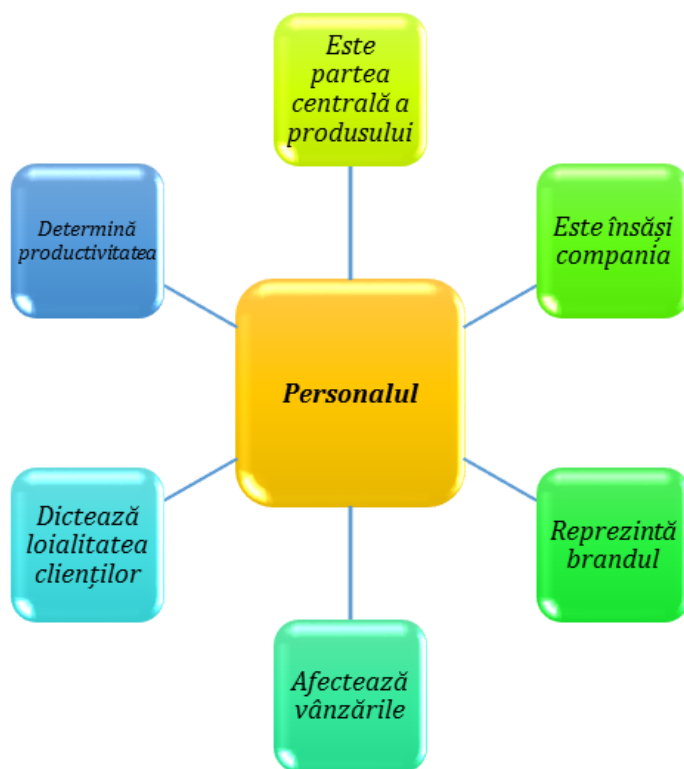 Este
partea
centrală a
produsului
Determină
productivitatea
Este însăși
compania
Personalul
Dictează
loialitatea
clienților
Reprezintă
brandul
Afectează
vânzările